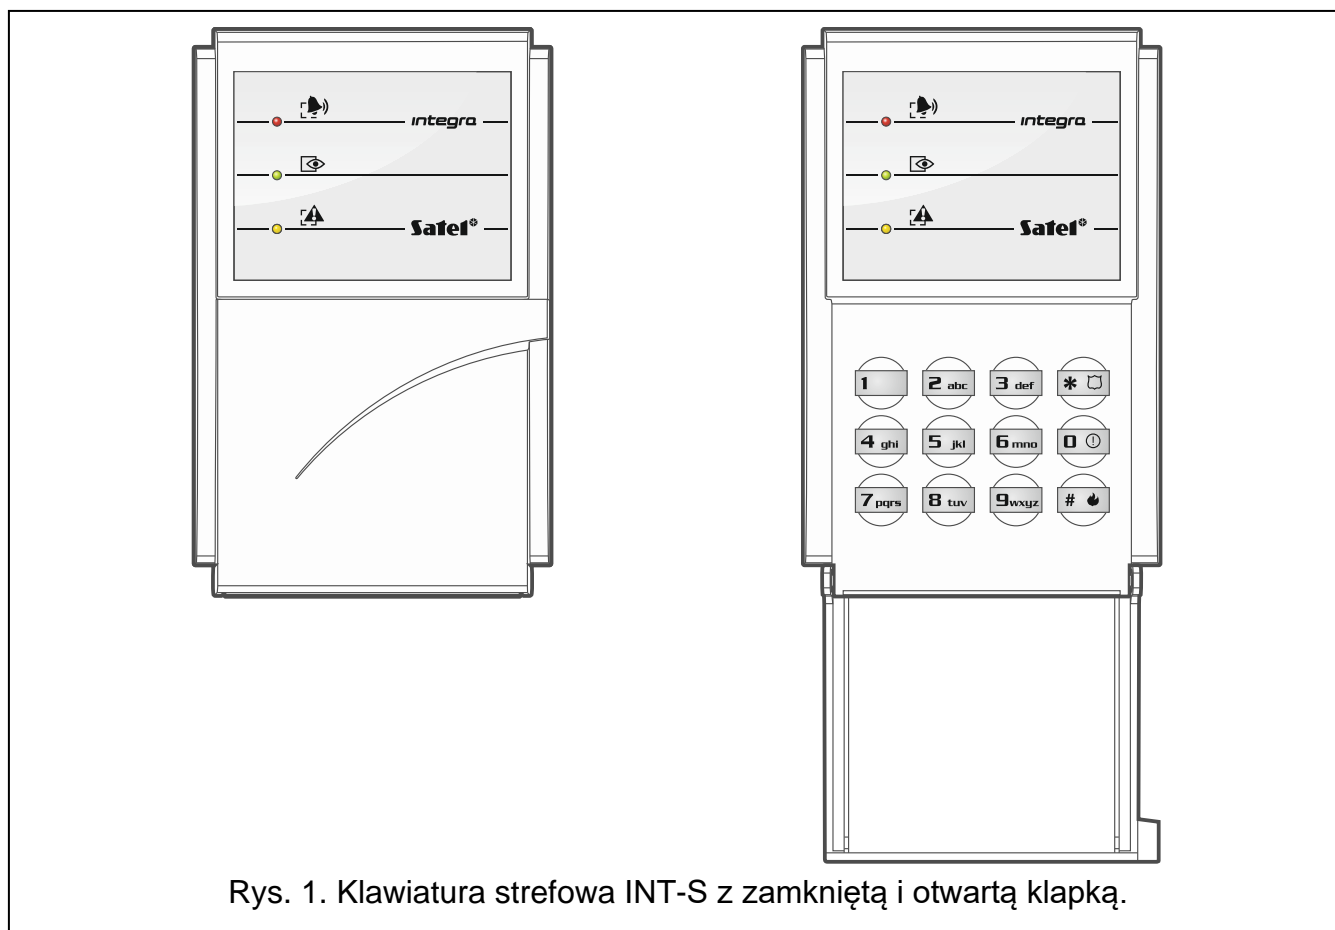 integra
Satel
integra
Satel
1 2 abc 3 def *
4 ghi 5 jkl 6 mno 0
7 pqrs 8 tuv 9 wxyz #
Rys. 1. Klawiatura strefowa INT-S z zamkniętą i otwartą klapką.